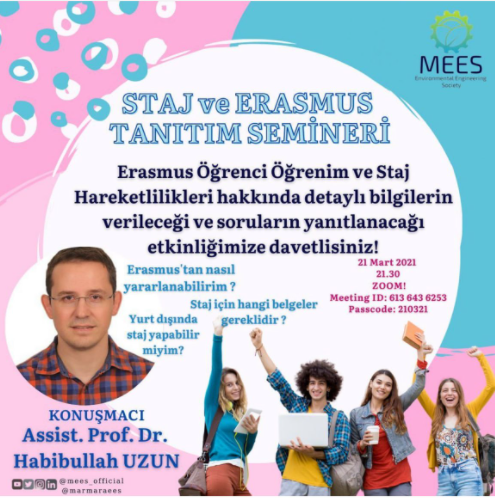 MEES
Environmental Engineering
Society
STAJ ve ERASMUS
TANITIM SEMİNERİ
Erasmus Öğrenci Öğrenim ve Staj
Hareketlilikleri hakkında detaylı bilgilerin
verileceği ve soruların yanıtlanacağı
etkinliğimize davetlisiniz!
Erasmus'tan nasıl
yararlanabilirim ?
Staj için hangi belgeler
gereklidir ?
Yurt dışında
staj yapabilir
miyim?
21 Mart 2021
21.30
ZOOM!
Meeting ID: 613 643 6253
Passcode: 210321
KONUŞMACI
Assist. Prof. Dr.
Habibullah UZUN
@mees_official
@marmaraees